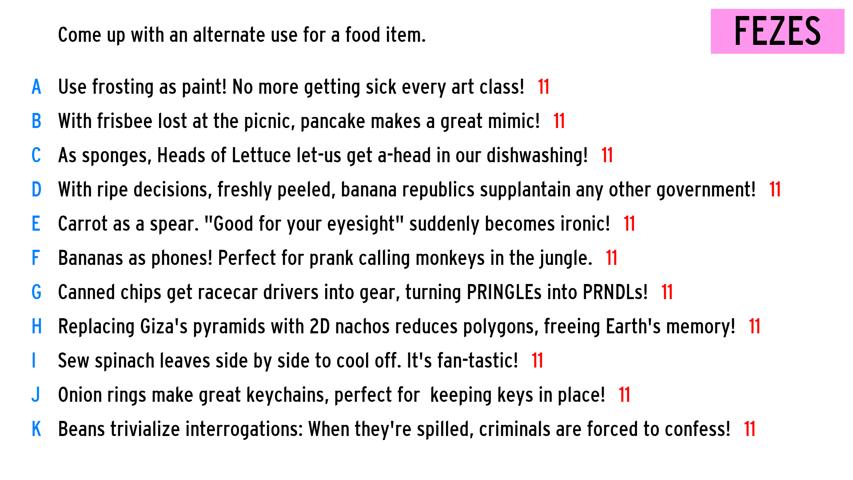 Come up with an alternate use for a food item.
FEZES
A Use frosting as paint! No more getting sick every art class! 11
B With frisbee lost at the picnic, pancake makes a great mimic! 11
C As sponges, Heads of Lettuce let-us get a-head in our dishwashing! 11
D With ripe decisions, freshly peeled, banana republics supplantain any other government! 11
E Carrot as a spear. "Good for your eyesight" suddenly becomes ironic! 11
F Bananas as phones! Perfect for prank calling monkeys in the jungle. 11
G Canned chips get racecar drivers into gear, turning PRINGLEs into PRNDLs! 11
H Replacing Giza's pyramids with 2D nachos reduces polygons, freeing Earth's memory! 11
I Sew spinach leaves side by side to cool off. It's fan-tastic! 11
J Onion rings make great keychains, perfect for  keeping keys in place! 11
K Beans trivialize interrogations: When they're spilled, criminals are forced to confess! 11